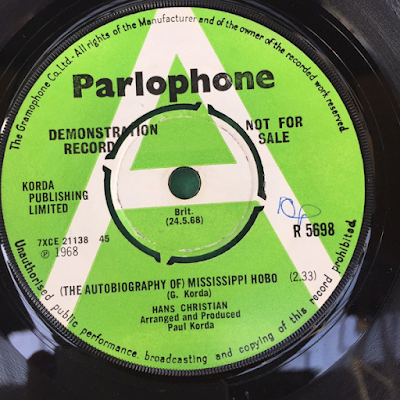 The Gramophone Co. Ltd. - All rights of the Manufacturer and of the owner of the recorded work reserved.
Parlophone
DEMONSTRATION
RECORD
NOT FOR
SALE
KORDA
PUBLISHING
LIMITED
Brit.
(24.5.68)
7XCE 21138 45
Ⓟ 1968
R 5698
(THE AUTOBIOGRAPHY OF) MISSISSIPPI HOBO (2.33)
(G. Korda)
HANS CHRISTIAN
Arranged and Produced
Paul Korda
Unauthorised public performance, broadcasting and copying of this record prohibited.